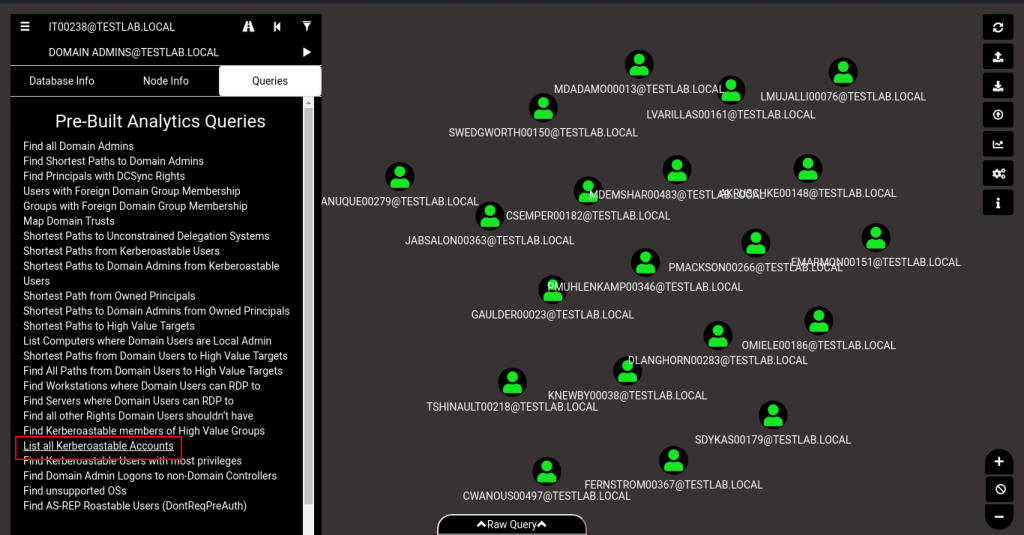 IT00238@TESTLAB.LOCAL
DOMAIN ADMINS@TESTLAB.LOCAL
Database Info
Node Info
Queries
Pre-Built Analytics Queries
Find all Domain Admins
Find Shortest Paths to Domain Admins
Find Principals with DCSync Rights
Users with Foreign Domain Group Membership
Groups with Foreign Domain Group Membership
Map Domain Trusts
Shortest Paths to Unconstrained Delegation Systems
Shortest Paths from Kerberoastable Users
Shortest Paths to Domain Admins from Kerberoastable
Users
Shortest Path from Owned Principals
Shortest Paths to Domain Admins from Owned Principals
Shortest Paths to High Value Targets
List Computers where Domain Users are Local Admin
Shortest Paths from Domain Users to High Value Targets
Find All Paths from Domain Users to High Value Targets
Find Workstations where Domain Users can RDP to
Find Servers where Domain Users can RDP to
Find all other Rights Domain Users shouldn't have
Find Kerberoastable members of High Value Groups
List all Kerberoastable Accounts
Find Kerberoastable Users with most privileges
Find Domain Admin Logons to non-Domain Controllers
Find unsupported OSs
Find AS-REP Roastable Users (DontReqPreAuth)
MDADAMO00013@TESTLAB.LOCAL
LMUJALLI00076@TESTLAB.LOCAL
LVARILLAS00161@TESTLAB.LOCAL
SWEDGWORTH00150@TESTLAB.LOCAL
ANUQUE00279@TESTLAB.LOCAL
MDEMSHAR00483@TESTLAB.LOCAL
CSEMPER00182@TESTLAB.LOCAL
JABSALON00363@TESTLAB.LOCAL
PMACKSON00266@TESTLAB.LOCAL
EMARMON00151@TESTLAB.LOCAL
PMUHLENKAMP00346@TESTLAB.LOCAL
GAULDER00023@TESTLAB.LOCAL
OMIELE00186@TESTLAB.LOCAL
DLANGHORN00283@TESTLAB.LOCAL
KNEWBY00038@TESTLAB.LOCAL
TSHINAULT00218@TESTLAB.LOCAL
SDYKAS00179@TESTLAB.LOCAL
FERNSTROM00367@TESTLAB.LOCAL
CWANOUS00497@TESTLAB.LOCAL
Raw Query